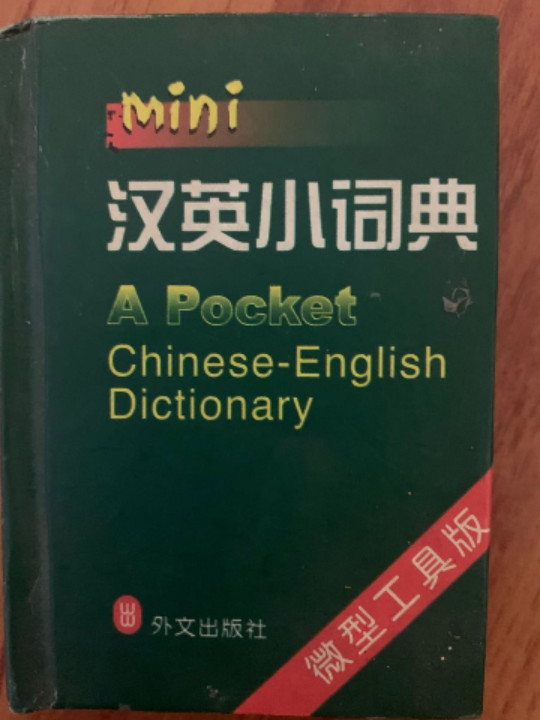 mini
汉英小词典
A Pocket
Chinese-English
Dictionary
微型工具版
外文出版社